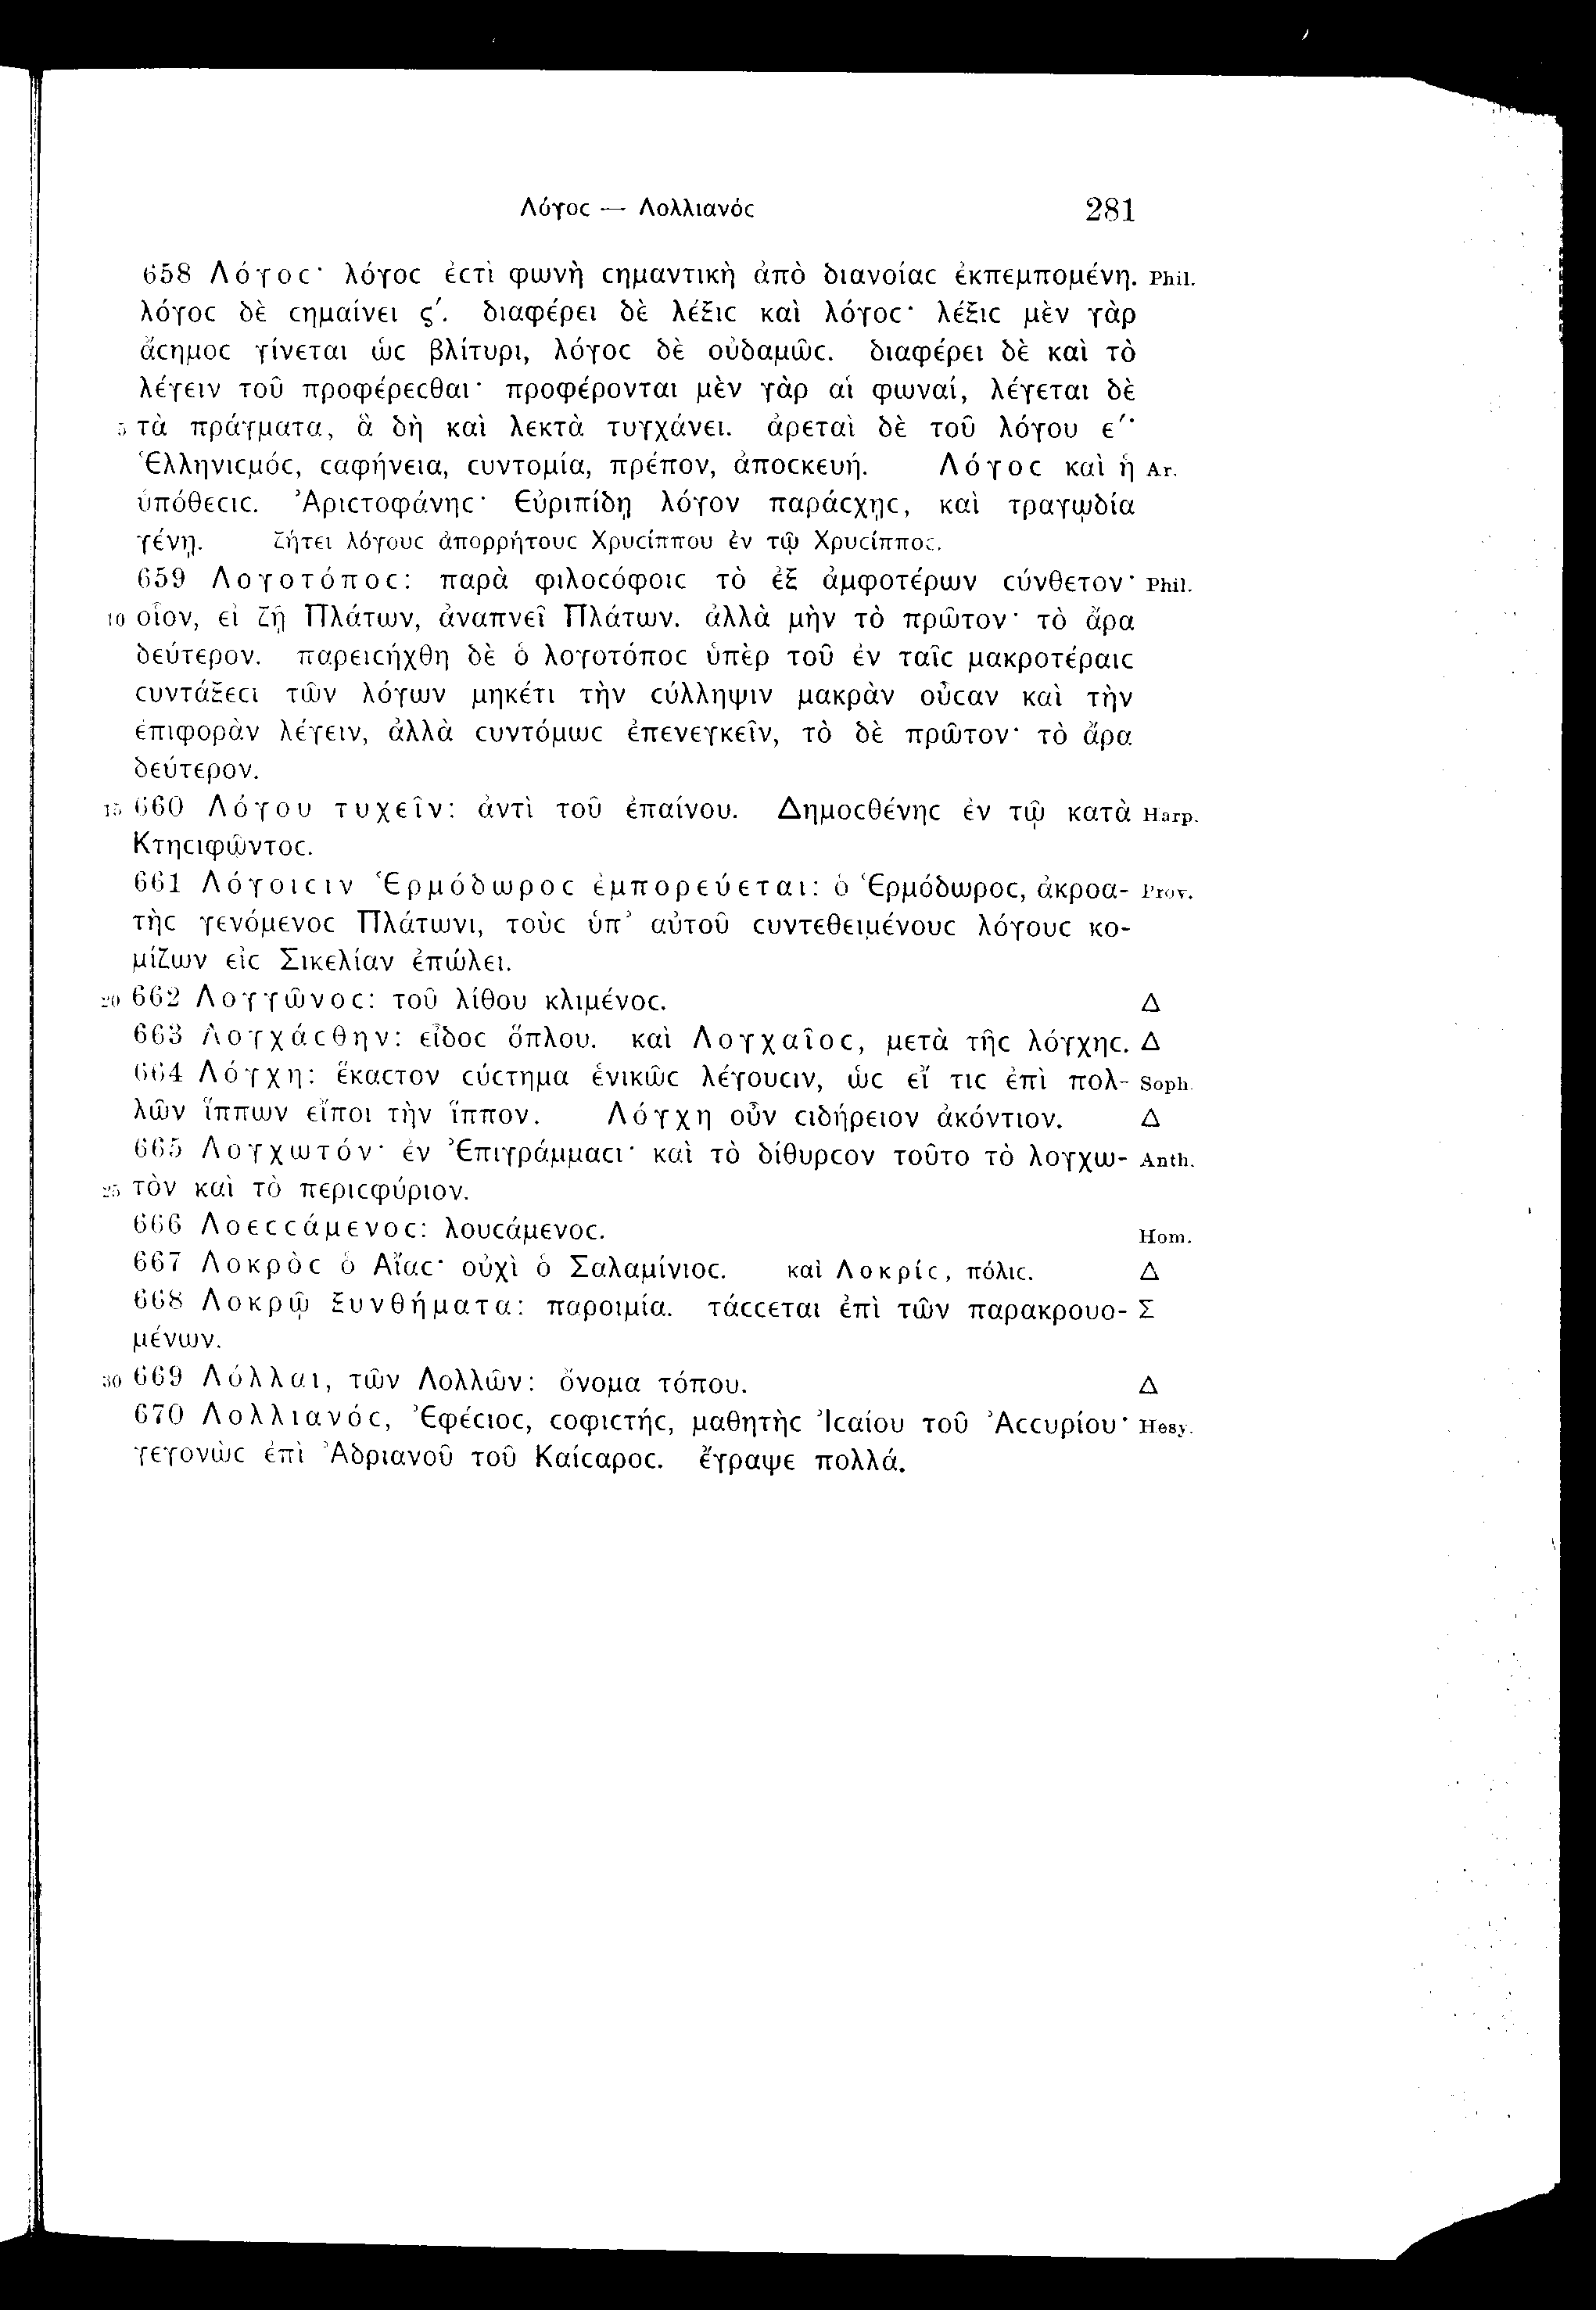 Λόγοϲ — Λολλιανόϲ 281
658 Λόγοϲ· λόγοϲ ἐϲτὶ φωνὴ ϲημαντικὴ ἀπὸ διανοίαϲ ἐκπεμπομένη. Phil.
λόγοϲ δὲ ϲημαίνει ϛ΄. διαφέρει δὲ λέξιϲ καὶ λόγοϲ· λέξιϲ μὲν γὰρ
ἄϲημοϲ γίνεται ὡϲ βλίτυρι, λόγοϲ δὲ οὐδαμῶϲ. διαφέρει δὲ καὶ τὸ
λέγειν τοῦ προφέρεϲθαι· προφέρονται μὲν γὰρ αἱ φωναί, λέγεται δὲ
5 τὰ πράγματα, ἃ δὴ καὶ λεκτὰ τυγχάνει. ἀρεταὶ δὲ τοῦ λόγου ε΄·
Ἑλληνιϲμόϲ, ϲαφήνεια, ϲυντομία, πρέπον, ἀποϲκευή. Λόγοϲ καὶ ἡ Ar.
ὑπόθεϲιϲ. Ἀριϲτοφάνηϲ· Εὐριπίδῃ λόγον παράϲχῃϲ, καὶ τραγῳδία
γένῃ. ζήτει λόγουϲ ἀπορρήτουϲ Χρυϲίππου ἐν τῷ Χρυϲίπποϲ.
659 Λογοτόποϲ: παρὰ φιλοϲόφοιϲ τὸ ἐξ ἀμφοτέρων ϲύνθετον· Phil.
10 οἷον, εἰ ζῇ Πλάτων, ἀναπνεῖ Πλάτων. ἀλλὰ μὴν τὸ πρῶτον· τὸ ἄρα
δεύτερον. παρειϲήχθη δὲ ὁ λογοτόποϲ ὑπὲρ τοῦ ἐν ταῖϲ μακροτέραιϲ
ϲυντάξεϲι τῶν λόγων μηκέτι τὴν ϲύλληψιν μακρὰν οὖϲαν καὶ τὴν
ἐπιφορὰν λέγειν, ἀλλὰ ϲυντόμωϲ ἐπενεγκεῖν, τὸ δὲ πρῶτον· τὸ ἄρα
δεύτερον.
15 660 Λόγου τυχεῖν: ἀντὶ τοῦ ἐπαίνου. Δημοϲθένηϲ ἐν τῷ κατὰ Harp.
Κτηϲιφῶντοϲ.
661 Λόγοιϲιν Ἑρμόδωροϲ ἐμπορεύεται: ὁ Ἑρμόδωροϲ, ἀκροα- Prov.
τὴϲ γενόμενοϲ Πλάτωνι, τοὺϲ ὑπ᾽ αὐτοῦ ϲυντεθειμένουϲ λόγουϲ κο-
μίζων εἰϲ Σικελίαν ἐπώλει.
20 662 Λογγῶνοϲ: τοῦ λίθου κλιμένοϲ. Δ
663 Λογχάϲθην: εἶδοϲ ὅπλου. καὶ Λογχαῖοϲ, μετὰ τῆϲ λόγχηϲ. Δ
664 Λόγχη: ἕκαϲτον ϲύϲτημα ἑνικῶϲ λέγουϲιν, ὡϲ εἴ τιϲ ἐπὶ πολ- Soph.
λῶν ἵππων εἴποι τὴν ἵππον. Λόγχη οὖν ϲιδήρειον ἀκόντιον. Δ
665 Λογχωτόν· ἐν Ἐπιγράμμαϲι· καὶ τὸ δίθυρϲον τοῦτο τὸ λογχω- Anth.
25 τὸν καὶ τὸ περιϲφύριον.
666 Λοεϲϲάμενοϲ: λουϲάμενοϲ. Hom.
667 Λοκρὸϲ ὁ Αἴαϲ· οὐχὶ ὁ Σαλαμίνιοϲ. καὶ Λοκρίϲ, πόλιϲ. Δ
668 Λοκρῷ ξυνθήματα: παροιμία. τάϲϲεται ἐπὶ τῶν παρακρουο- Σ
μένων.
30 669 Λόλλαι, τῶν Λολλῶν: ὄνομα τόπου. Δ
670 Λολλιανόϲ, Ἐφέϲιοϲ, ϲοφιϲτήϲ, μαθητὴϲ Ἰϲαίου τοῦ Ἀϲϲυρίου· Hesy.
γεγονὼϲ ἐπὶ Ἀδριανοῦ τοῦ Καίϲαροϲ. ἔγραψε πολλά.